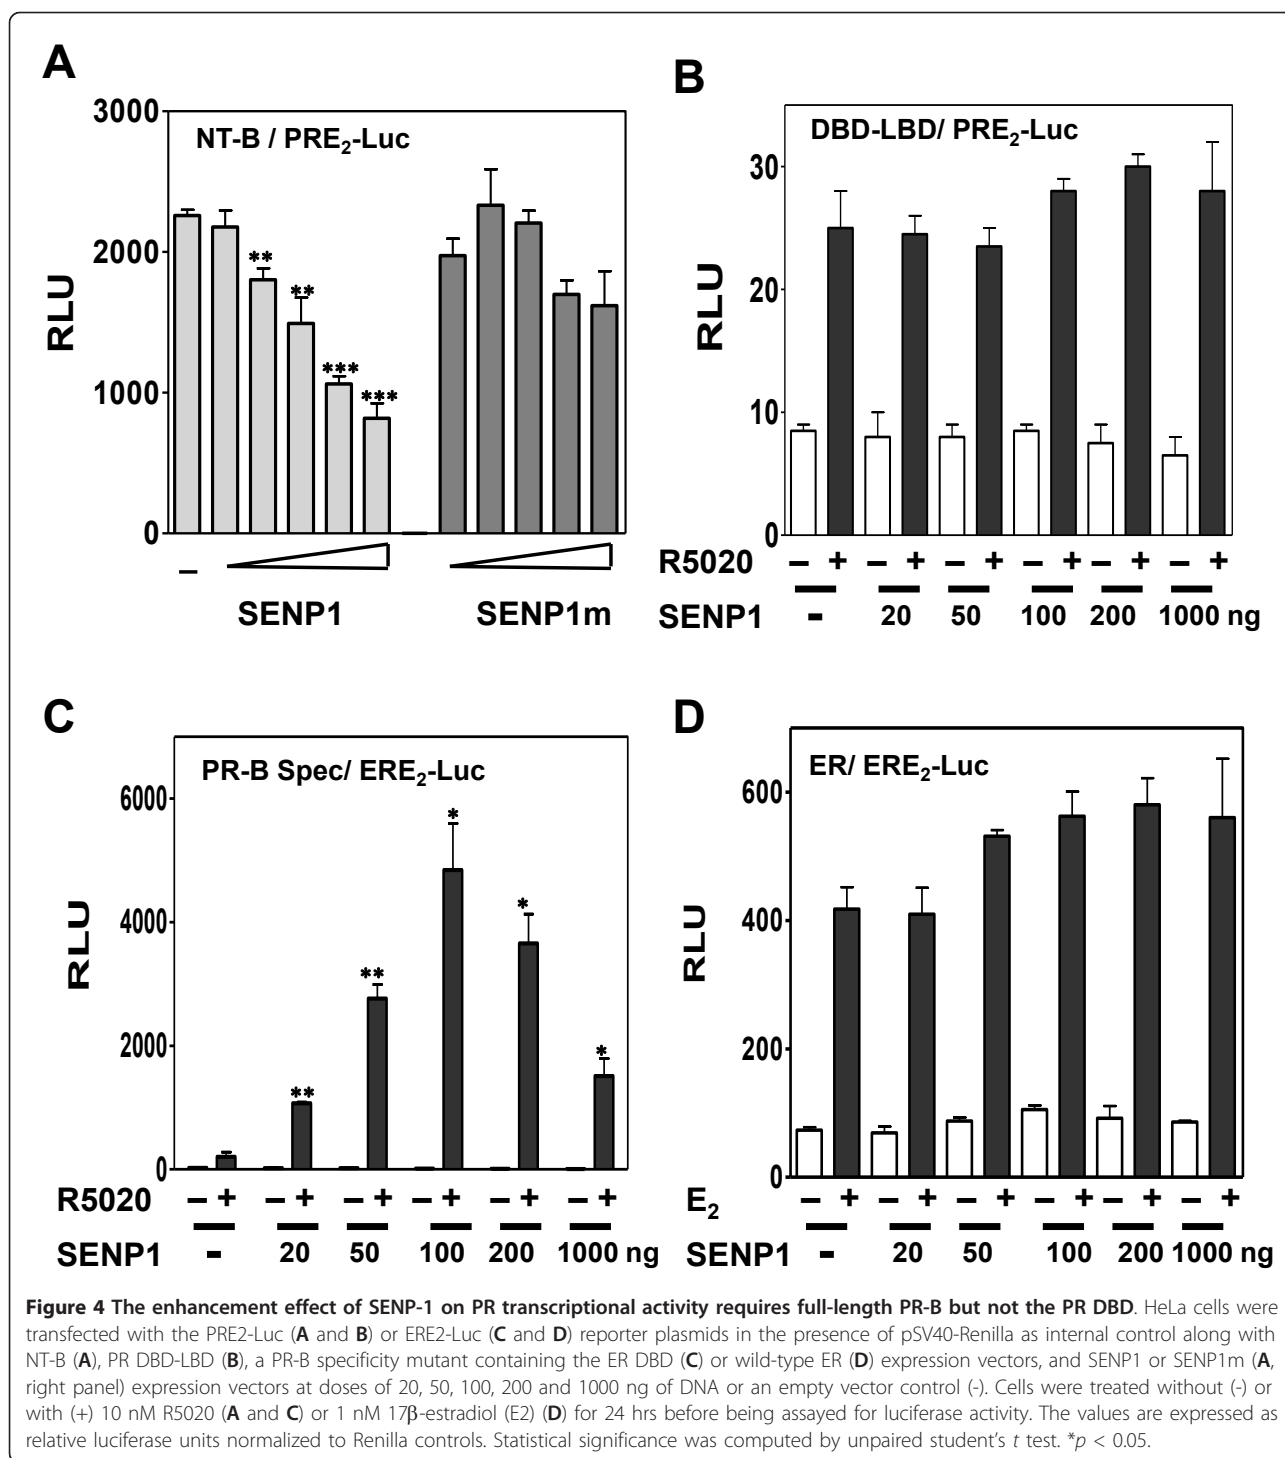 A
3000
2000
1000
0
RLU
NT-B / PRE2-Luc
**
**
***
***
–
SENP1
SENP1m
B
30
20
10
0
RLU
DBD-LBD/ PRE2-Luc
R5020 – + – + – + – + – + – +
SENP1 - 20 50 100 200 1000 ng
C
6000
4000
2000
0
RLU
PR-B Spec/ ERE2-Luc
**
**
*
*
*
R5020 – + – + – + – + – + – +
SENP1 - 20 50 100 200 1000 ng
D
600
400
200
0
RLU
ER/ ERE2-Luc
E2 – + – + – + – + – + – +
SENP1 - 20 50 100 200 1000 ng
Figure 4 The enhancement effect of SENP-1 on PR transcriptional activity requires full-length PR-B but not the PR DBD. HeLa cells were
transfected with the PRE2-Luc (A and B) or ERE2-Luc (C and D) reporter plasmids in the presence of pSV40-Renilla as internal control along with
NT-B (A), PR DBD-LBD (B), a PR-B specificity mutant containing the ER DBD (C) or wild-type ER (D) expression vectors, and SENP1 or SENP1m (A,
right panel) expression vectors at doses of 20, 50, 100, 200 and 1000 ng of DNA or an empty vector control (-). Cells were treated without (-) or
with (+) 10 nM R5020 (A and C) or 1 nM 17β-estradiol (E2) (D) for 24 hrs before being assayed for luciferase activity. The values are expressed as
relative luciferase units normalized to Renilla controls. Statistical significance was computed by unpaired student's t test. *p < 0.05.